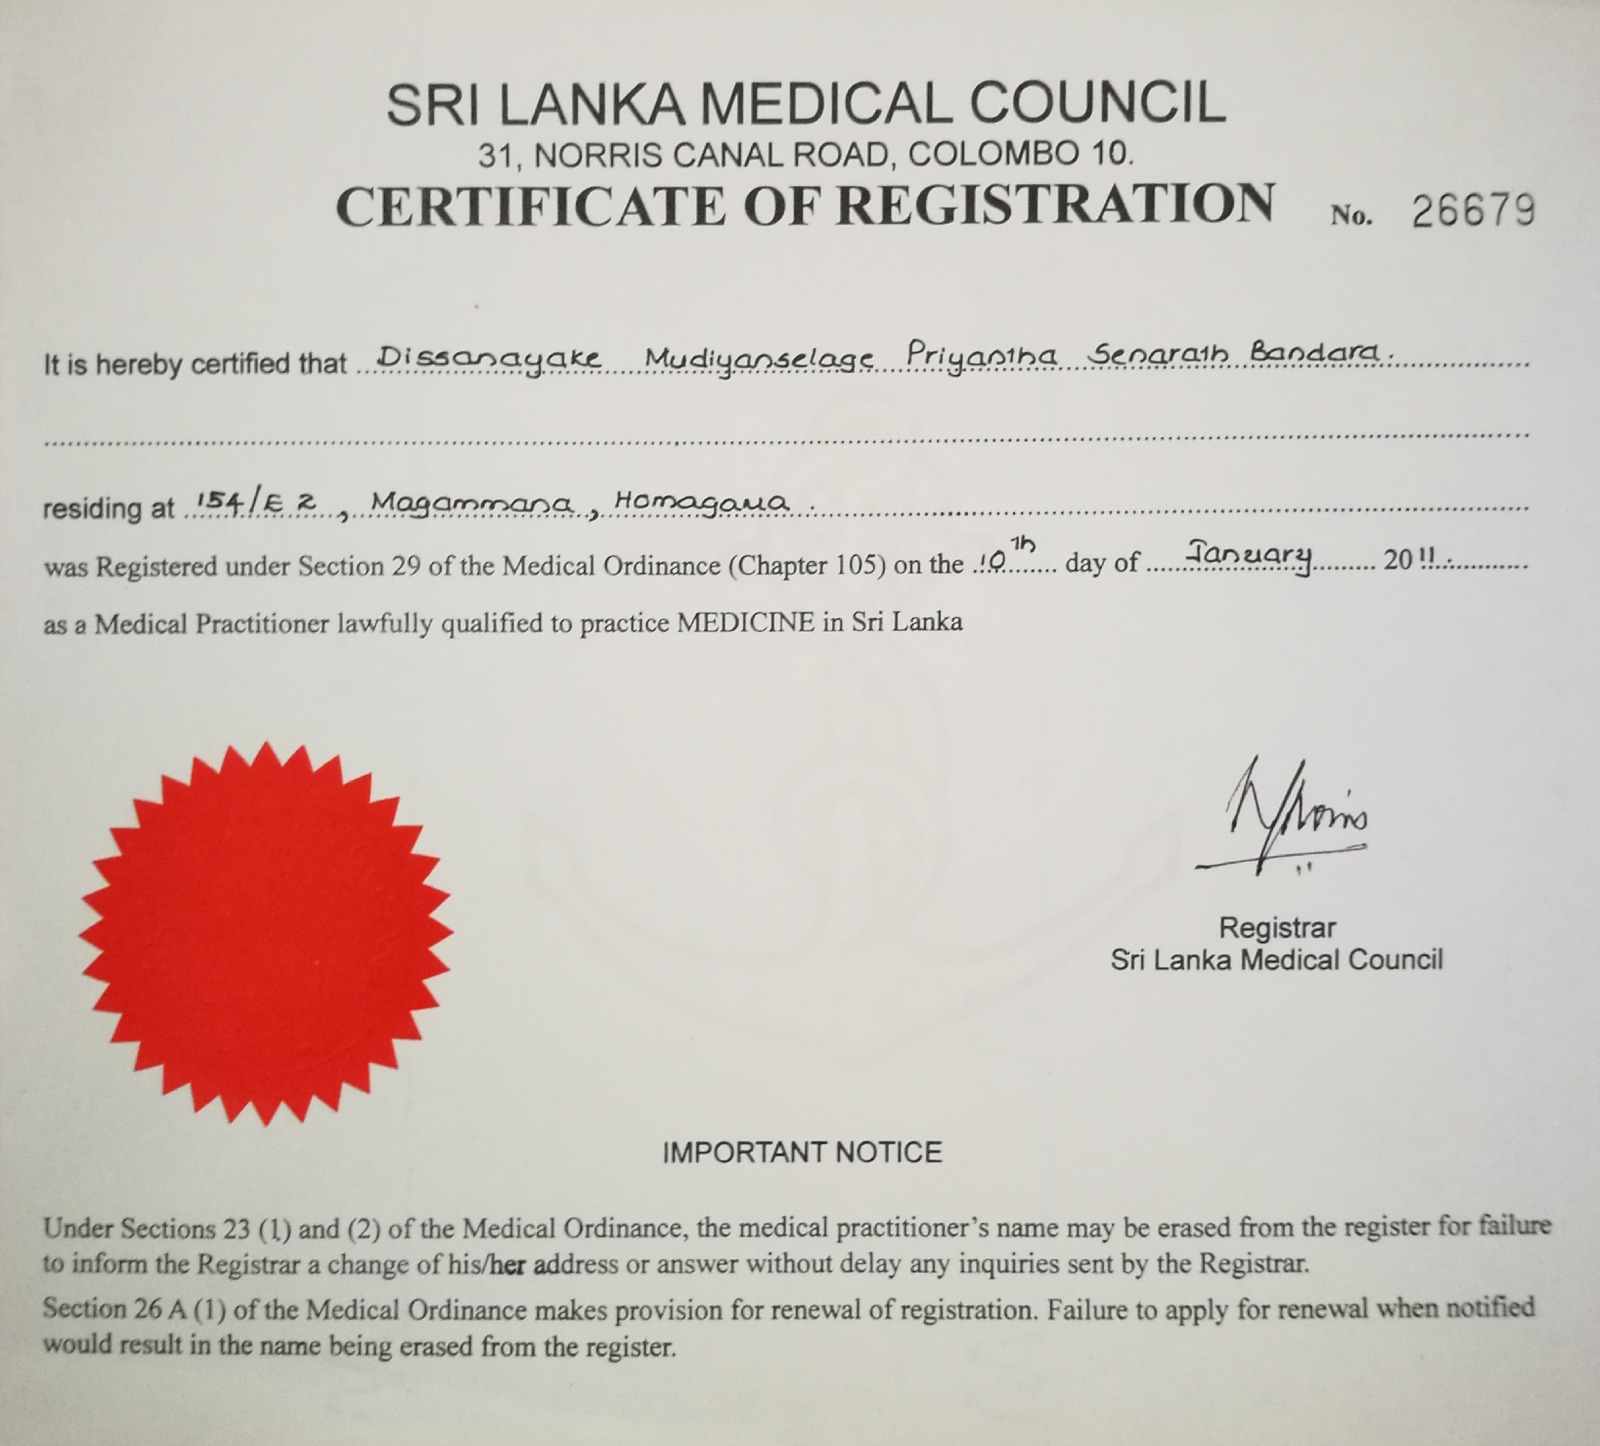 SRI LANKA MEDICAL COUNCIL
31, NORRIS CANAL ROAD, COLOMBO 10.
CERTIFICATE OF REGISTRATION No. 26679
It is hereby certified that Dissanayake Mudiyanselage Priyantha Senarath Bandara.
residing at 154/E 2, Magammana, Homagama.
was Registered under Section 29 of the Medical Ordinance (Chapter 105) on the 10th day of January 2011.
as a Medical Practitioner lawfully qualified to practice MEDICINE in Sri Lanka
Registrar
Sri Lanka Medical Council
IMPORTANT NOTICE
Under Sections 23 (1) and (2) of the Medical Ordinance, the medical practitioner's name may be erased from the register for failure
to inform the Registrar a change of his/her address or answer without delay any inquiries sent by the Registrar.
Section 26 A (1) of the Medical Ordinance makes provision for renewal of registration. Failure to apply for renewal when notified
would result in the name being erased from the register.